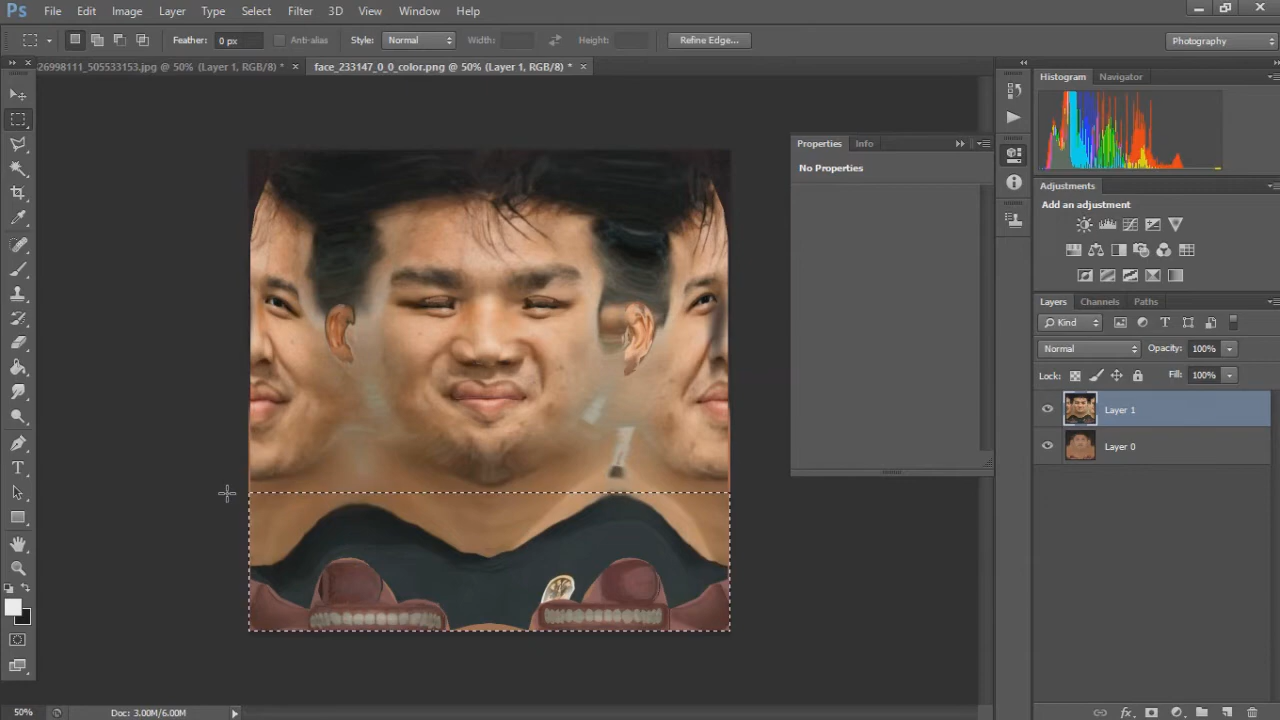 Ps File Edit Image Layer Type Select Filter 3D View Window Help
Feather: 0 px Anti-alias Style: Normal Width: Height: Refine Edge... Photography
26998111_505533153.jpg @ 50% (Layer 1, RGB/8) * face_233147_0_0_color.png @ 50% (Layer 1, RGB/8) *
Histogram Navigator
Properties Info
No Properties
Adjustments
Add an adjustment
Layers Channels Paths
Kind
Normal Opacity: 100%
Lock: Fill: 100%
Layer 1
Layer 0
50% Doc: 3.00M/6.00M